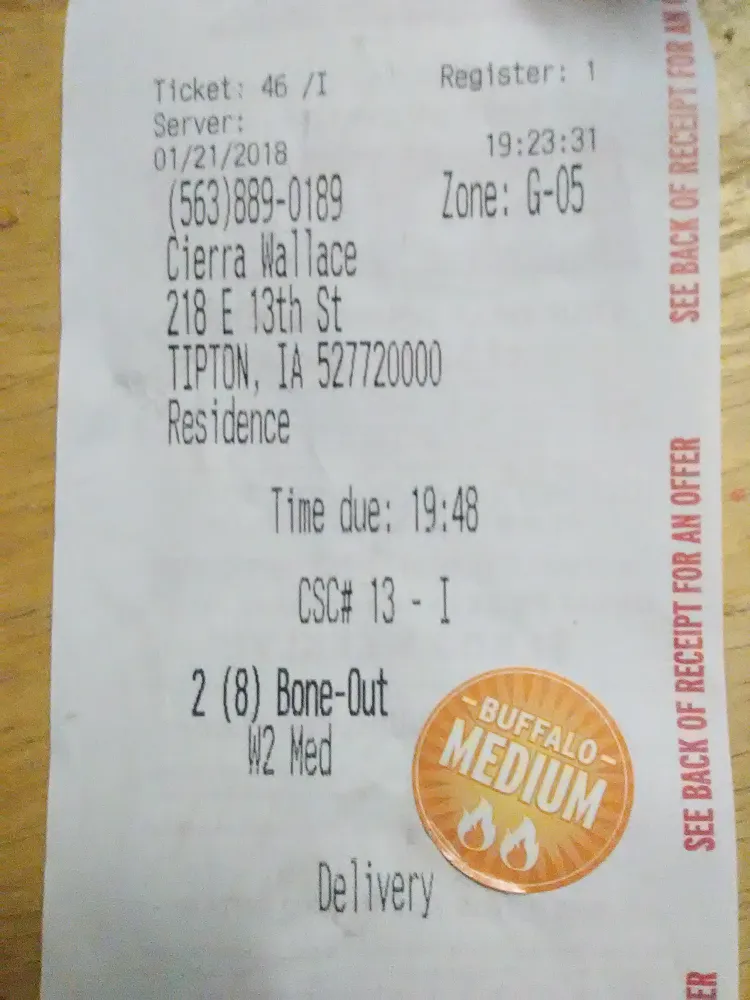 Ticket: 46 /I Register: 1
Server:
01/21/2018 19:23:31
(563)889-0189 Zone: G-05
Cierra Wallace
218 E 13th St
TIPTON, IA 527720000
Residence
Time due: 19:48
CSC# 13 - I
2 (8) Bone-Out
W2 Med
-BUFFALO-
MEDIUM
Delivery
SEE BACK OF RECEIPT FOR AN
SEE BACK OF RECEIPT FOR AN OFFER
ER